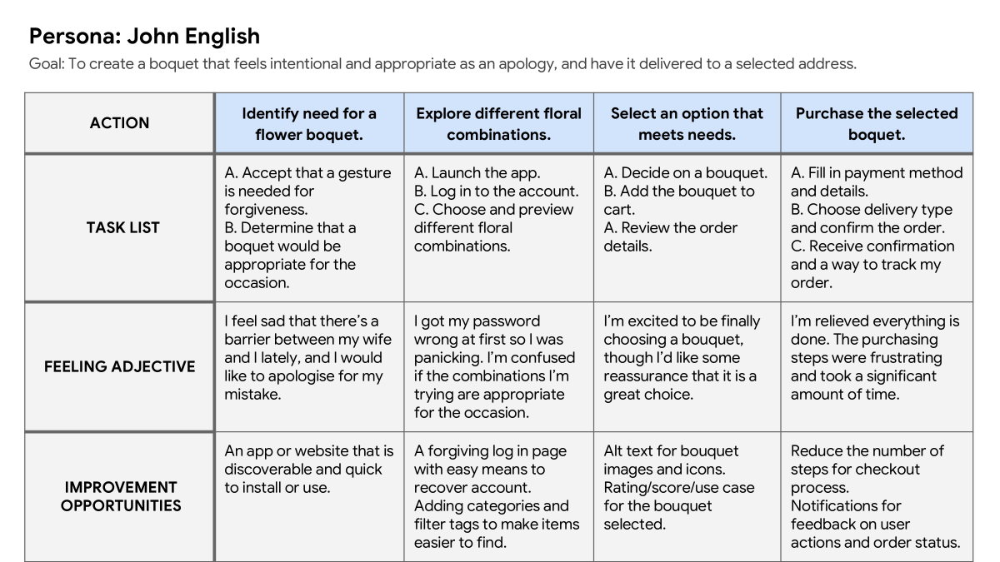 Persona: John English
Goal: To create a boquet that feels intentional and appropriate as an apology, and have it delivered to a selected address.
ACTION
Identify need for a
flower boquet.
Explore different floral
combinations.
Select an option that
meets needs.
Purchase the selected
boquet.
TASK LIST
A. Accept that a gesture
is needed for
forgiveness.
B. Determine that a
boquet would be
appropriate for the
occasion.
A. Launch the app.
B. Log in to the account.
C. Choose and preview
different floral
combinations.
A. Decide on a bouquet.
B. Add the bouquet to
cart.
A. Review the order
details.
A. Fill in payment method
and details.
B. Choose delivery type
and confirm the order.
C. Receive confirmation
and a way to track my
order.
FEELING ADJECTIVE
I feel sad that there’s a
barrier between my wife
and I lately, and I would
like to apologise for my
mistake.
I got my password
wrong at first so I was
panicking. I’m confused
if the combinations I’m
trying are appropriate
for the occasion.
I’m excited to be finally
choosing a bouquet,
though I’d like some
reassurance that it is a
great choice.
I’m relieved everything is
done. The purchasing
steps were frustrating
and took a significant
amount of time.
IMPROVEMENT
OPPORTUNITIES
An app or website that is
discoverable and quick
to install or use.
A forgiving log in page
with easy means to
recover account.
Adding categories and
filter tags to make items
easier to find.
Alt text for bouquet
images and icons.
Rating/score/use case
for the bouquet
selected.
Reduce the number of
steps for checkout
process.
Notifications for
feedback on user
actions and order status.